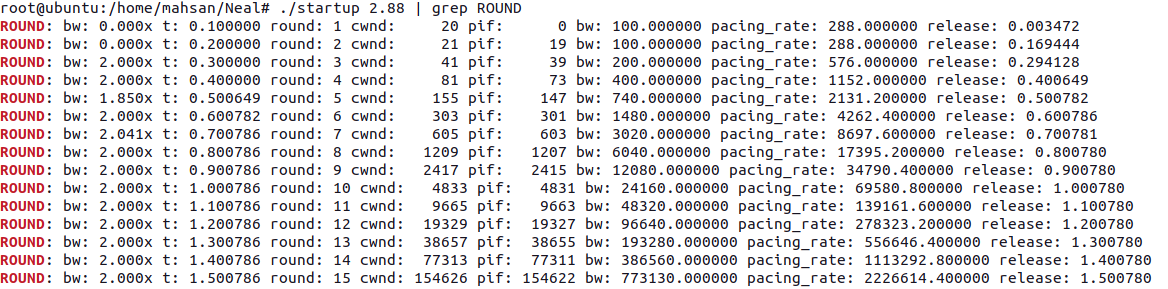 root@ubuntu:/home/mahsan/Neal# ./startup 2.88 | grep ROUND
ROUND: bw: 0.000x t: 0.100000 round: 1 cwnd:     20 pif:      0 bw: 100.000000 pacing_rate: 288.000000 release: 0.003472
ROUND: bw: 0.000x t: 0.200000 round: 2 cwnd:     21 pif:     19 bw: 100.000000 pacing_rate: 288.000000 release: 0.169444
ROUND: bw: 2.000x t: 0.300000 round: 3 cwnd:     41 pif:     39 bw: 200.000000 pacing_rate: 576.000000 release: 0.294128
ROUND: bw: 2.000x t: 0.400000 round: 4 cwnd:     81 pif:     73 bw: 400.000000 pacing_rate: 1152.000000 release: 0.400649
ROUND: bw: 1.850x t: 0.500649 round: 5 cwnd:    155 pif:    147 bw: 740.000000 pacing_rate: 2131.200000 release: 0.500782
ROUND: bw: 2.000x t: 0.600782 round: 6 cwnd:    303 pif:    301 bw: 1480.000000 pacing_rate: 4262.400000 release: 0.600786
ROUND: bw: 2.041x t: 0.700786 round: 7 cwnd:    605 pif:    603 bw: 3020.000000 pacing_rate: 8697.600000 release: 0.700781
ROUND: bw: 2.000x t: 0.800786 round: 8 cwnd:   1209 pif:   1207 bw: 6040.000000 pacing_rate: 17395.200000 release: 0.800780
ROUND: bw: 2.000x t: 0.900786 round: 9 cwnd:   2417 pif:   2415 bw: 12080.000000 pacing_rate: 34790.400000 release: 0.900780
ROUND: bw: 2.000x t: 1.000786 round: 10 cwnd:   4833 pif:   4831 bw: 24160.000000 pacing_rate: 69580.800000 release: 1.000780
ROUND: bw: 2.000x t: 1.100786 round: 11 cwnd:   9665 pif:   9663 bw: 48320.000000 pacing_rate: 139161.600000 release: 1.100780
ROUND: bw: 2.000x t: 1.200786 round: 12 cwnd:  19329 pif:  19327 bw: 96640.000000 pacing_rate: 278323.200000 release: 1.200780
ROUND: bw: 2.000x t: 1.300786 round: 13 cwnd:  38657 pif:  38655 bw: 193280.000000 pacing_rate: 556646.400000 release: 1.300780
ROUND: bw: 2.000x t: 1.400786 round: 14 cwnd:  77313 pif:  77311 bw: 386560.000000 pacing_rate: 1113292.800000 release: 1.400780
ROUND: bw: 2.000x t: 1.500786 round: 15 cwnd: 154626 pif: 154622 bw: 773130.000000 pacing_rate: 2226614.400000 release: 1.500780